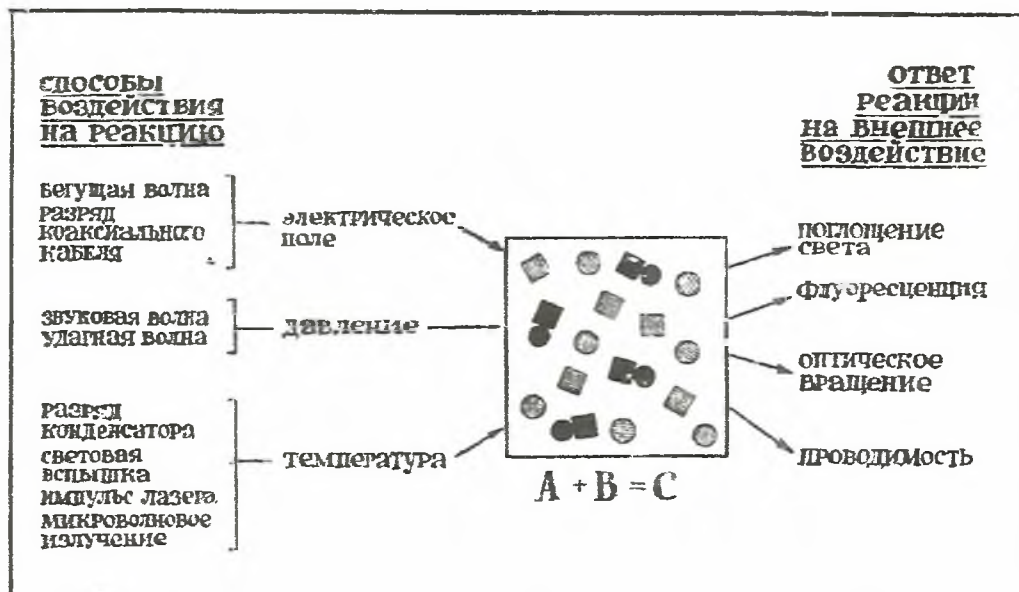 СПОСОБЫ
ВОЗДЕЙСТВИЯ
НА РЕАКЦИЮ
БЕГУЩАЯ ВОЛНА
РАЗРЯД
КОАКСИАЛЬНОГО
КАБЕЛЯ
ЭЛЕКТРИЧЕСКОЕ
ПОЛЕ
ЗВУКОВАЯ ВОЛНА
УДАРНАЯ ВОЛНА
ДАВЛЕНИЕ
РАЗРЯД
КОНДЕНСАТОРА
СВЕТОВАЯ
ВСПЫШКА
ИМПУЛЬС ЛАЗЕРА
МИКРОВОЛНОВОЕ
ИЗЛУЧЕНИЕ
ТЕМПЕРАТУРА
A + B = C
ОТВЕТ
РЕАКЦИИ
НА ВНЕШНЕЕ
ВОЗДЕЙСТВИЕ
ПОГЛОЩЕНИЕ
СВЕТА
ФЛУОРЕСЦЕНЦИЯ
ОПТИЧЕСКОЕ
ВРАЩЕНИЕ
ПРОВОДИМОСТЬ